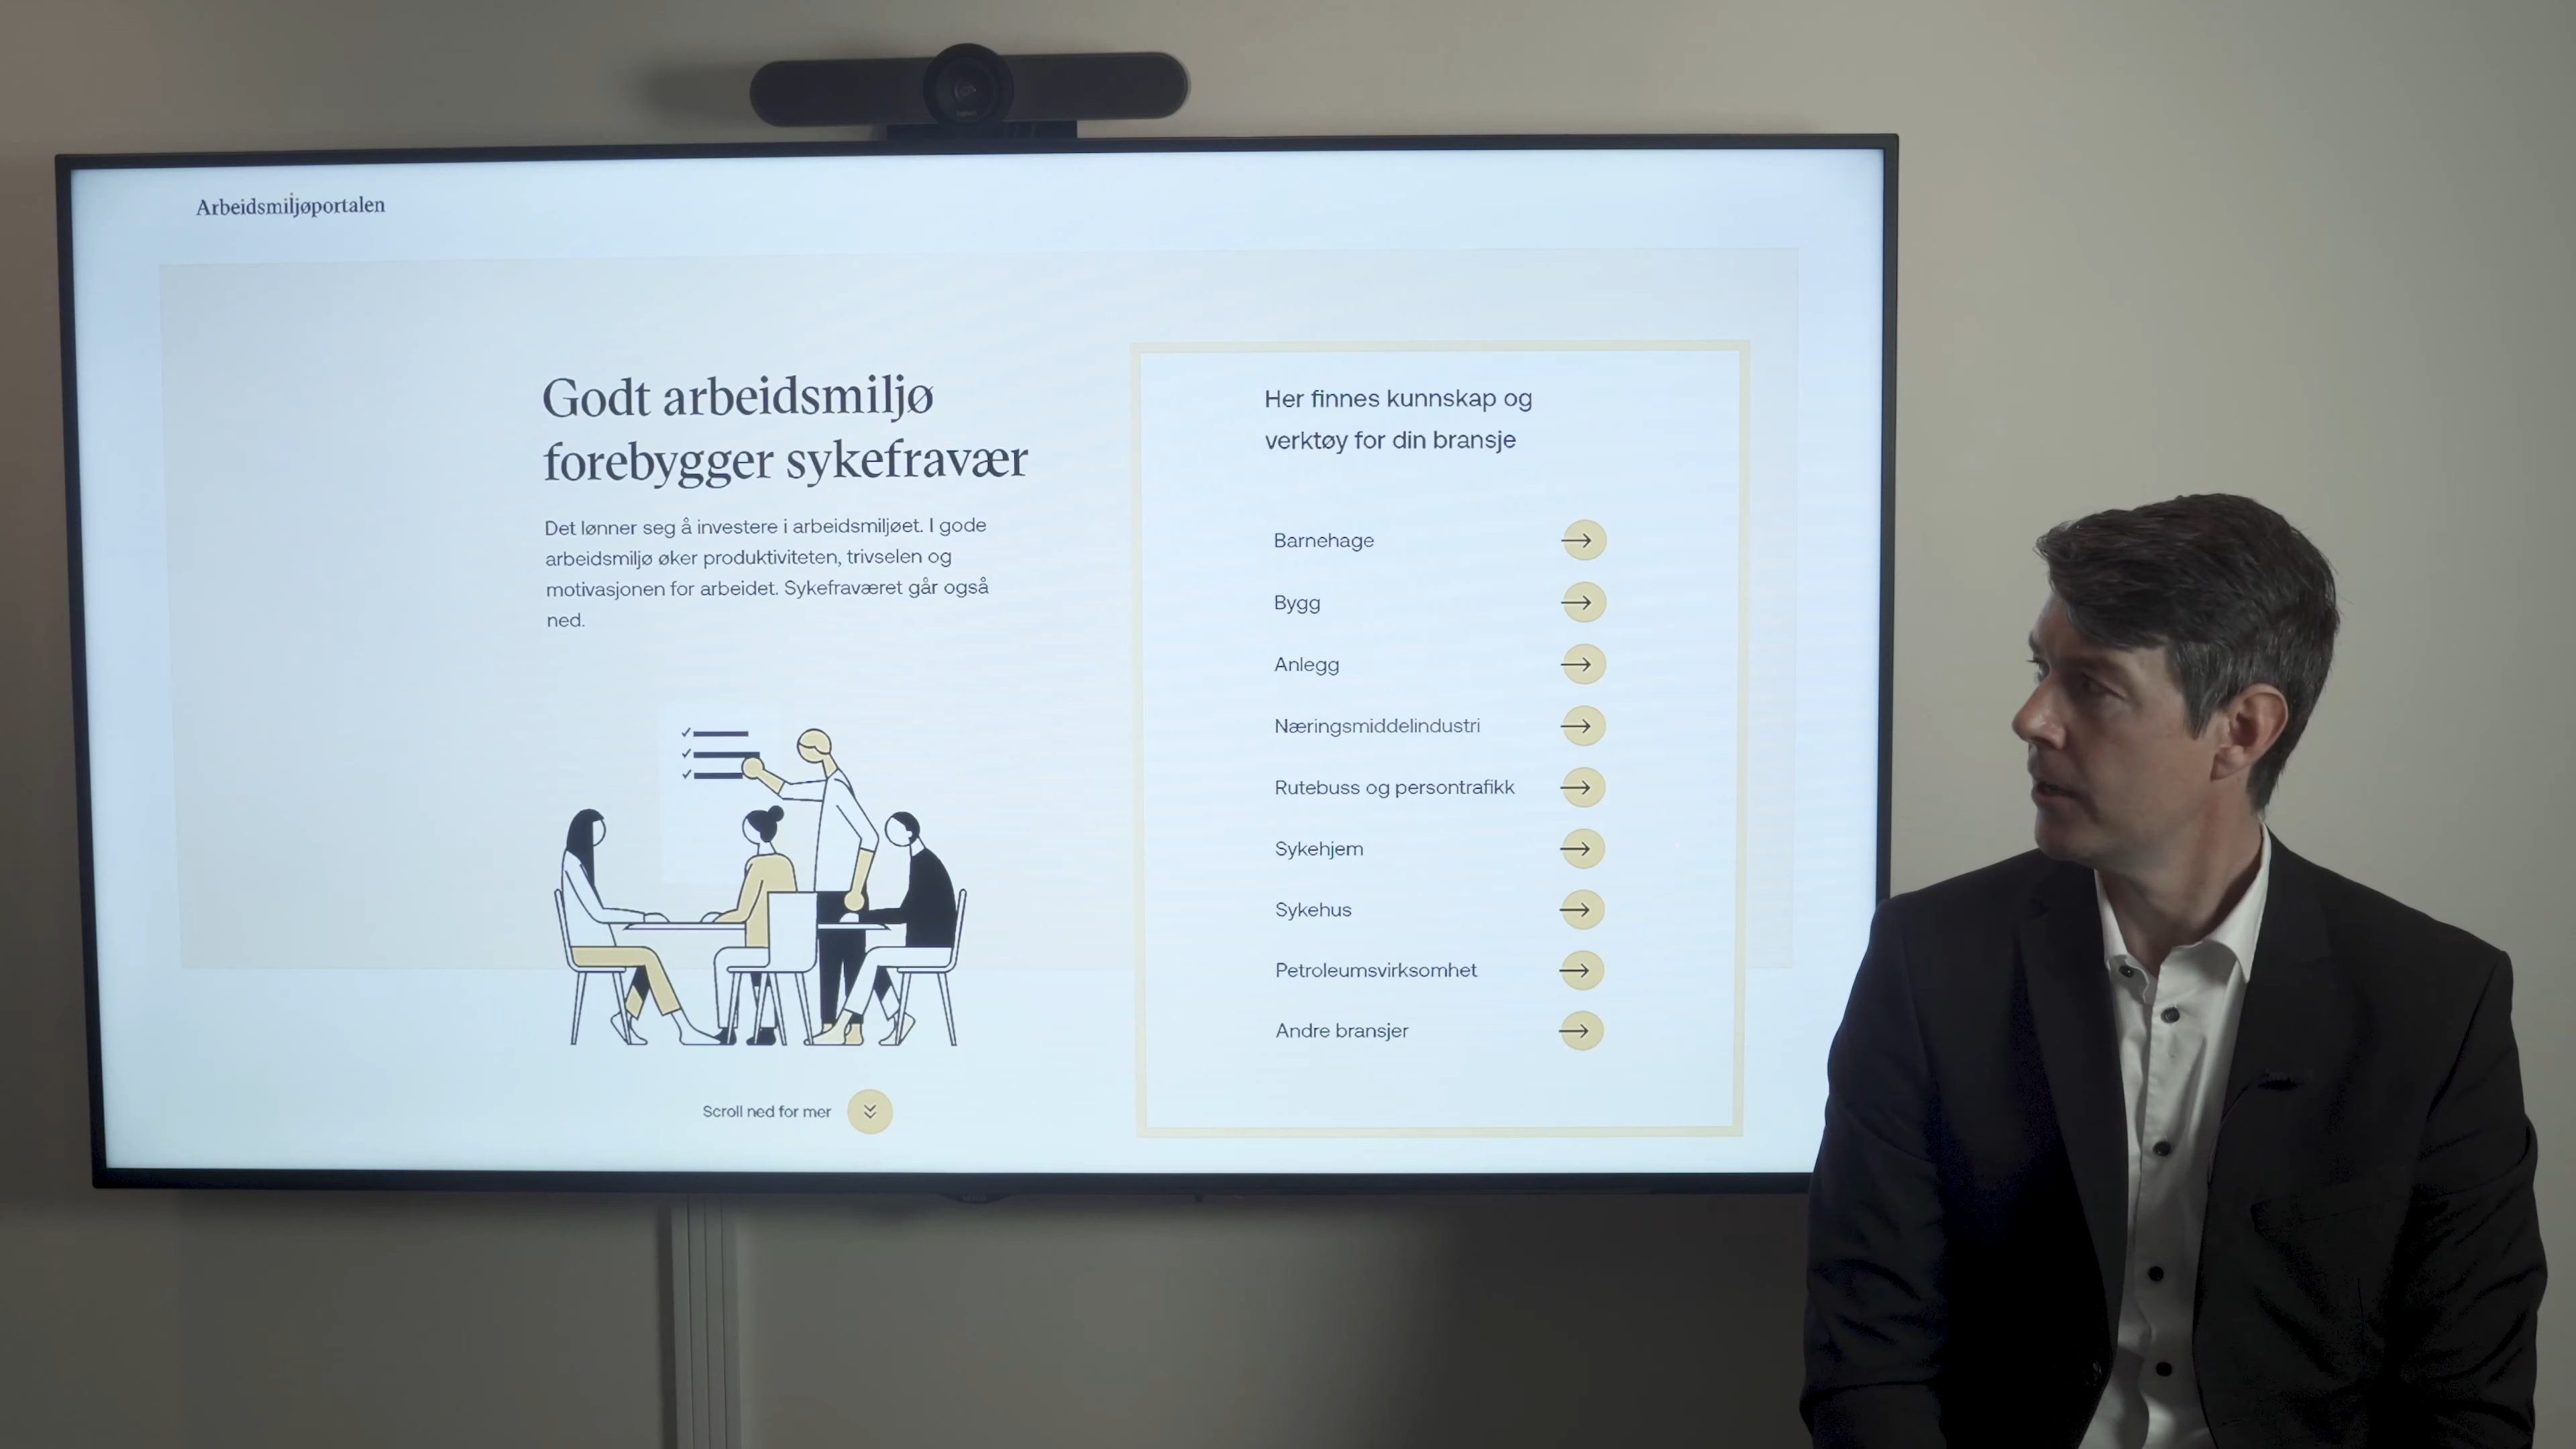 Arbeidsmiljøportalen
Godt arbeidsmiljø
forebygger sykefravær
Det lønner seg å investere i arbeidsmiljøet. I gode
arbeidsmiljø øker produktiviteten, trivselen og
motivasjonen for arbeidet. Sykefraværet går også
ned.
Scroll ned for mer
Her finnes kunnskap og
verktøy for din bransje
Barnehage
Bygg
Anlegg
Næringsmiddelindustri
Rutebuss og persontrafikk
Sykehjem
Sykehus
Petroleumsvirksomhet
Andre bransjer